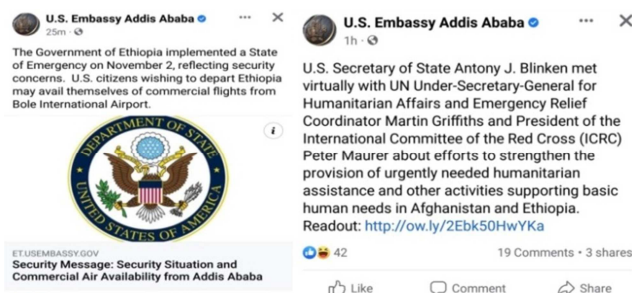 U.S. Embassy Addis Ababa
25m
The Government of Ethiopia implemented a State
of Emergency on November 2, reflecting security
concerns. U.S. citizens wishing to depart Ethiopia
may avail themselves of commercial flights from
Bole International Airport.
DEPARTMENT OF STATE
UNITED STATES OF AMERICA
ET.USEMBASSY.GOV
Security Message: Security Situation and
Commercial Air Availability from Addis Ababa
U.S. Embassy Addis Ababa
1h
U.S. Secretary of State Antony J. Blinken met
virtually with UN Under-Secretary-General for
Humanitarian Affairs and Emergency Relief
Coordinator Martin Griffiths and President of the
International Committee of the Red Cross (ICRC)
Peter Maurer about efforts to strengthen the
provision of urgently needed humanitarian
assistance and other activities supporting basic
human needs in Afghanistan and Ethiopia.
Readout: http://ow.ly/2Ebk50HwYKa
42 19 Comments • 3 shares
Like Comment Share